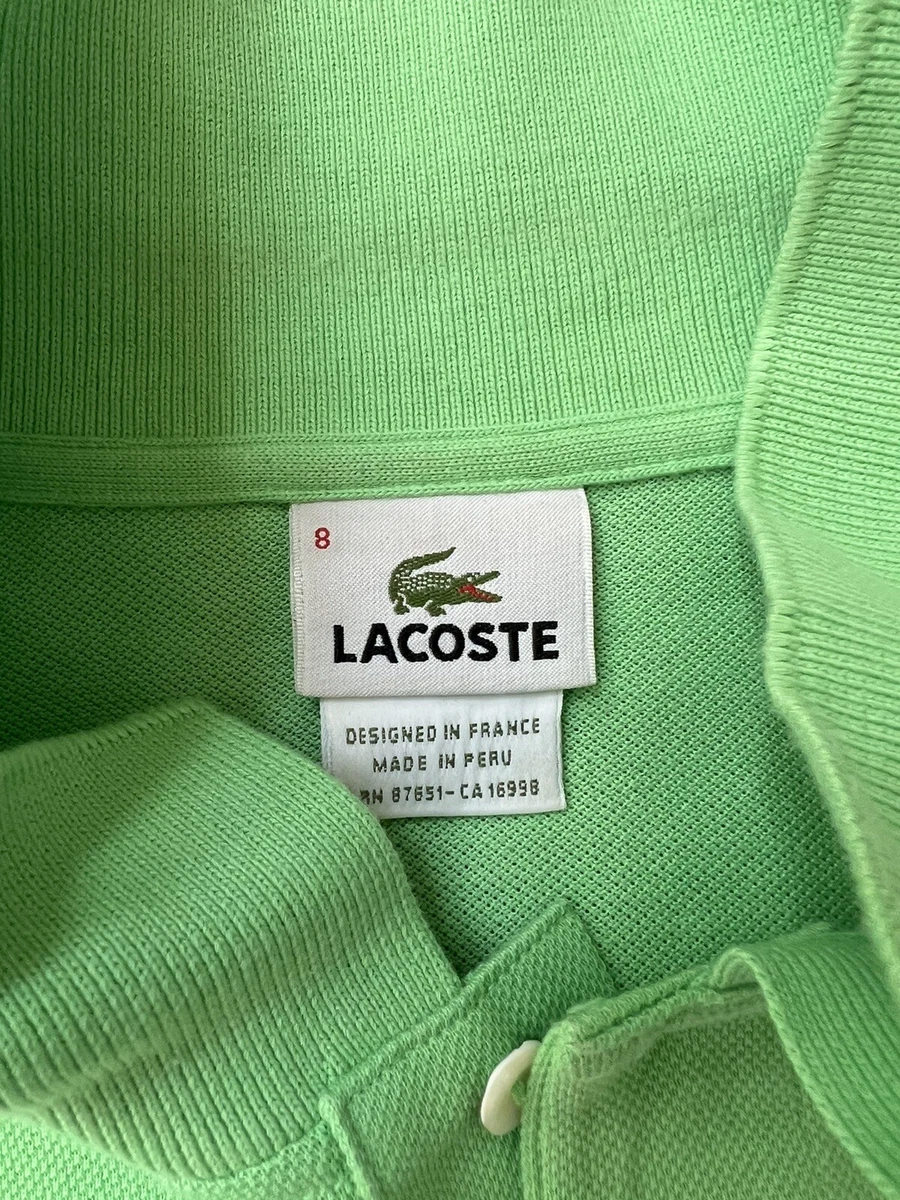 8
LACOSTE
DESIGNED IN FRANCE
MADE IN PERU
RN 87651-CA 16998